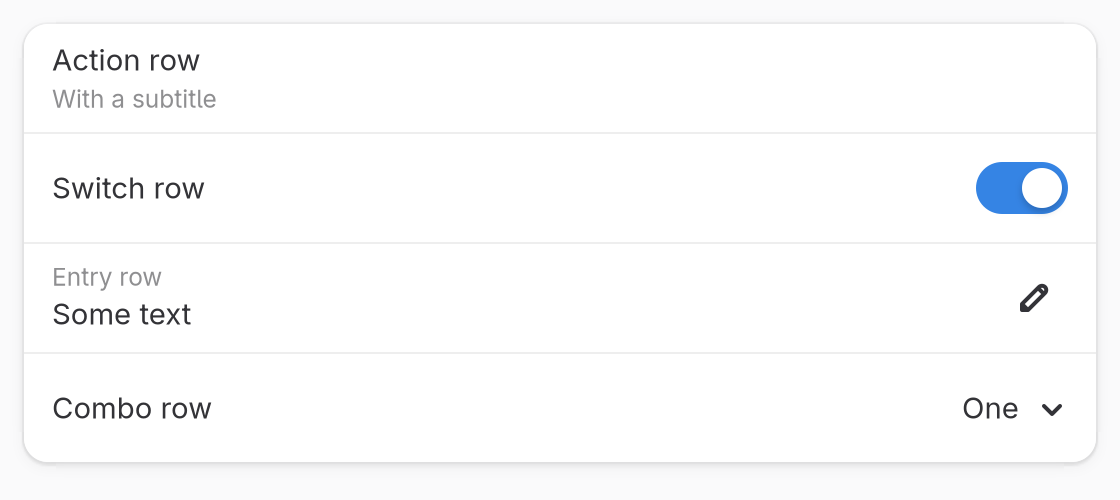 Action row
With a subtitle
Switch row
Entry row
Some text
Combo row
One